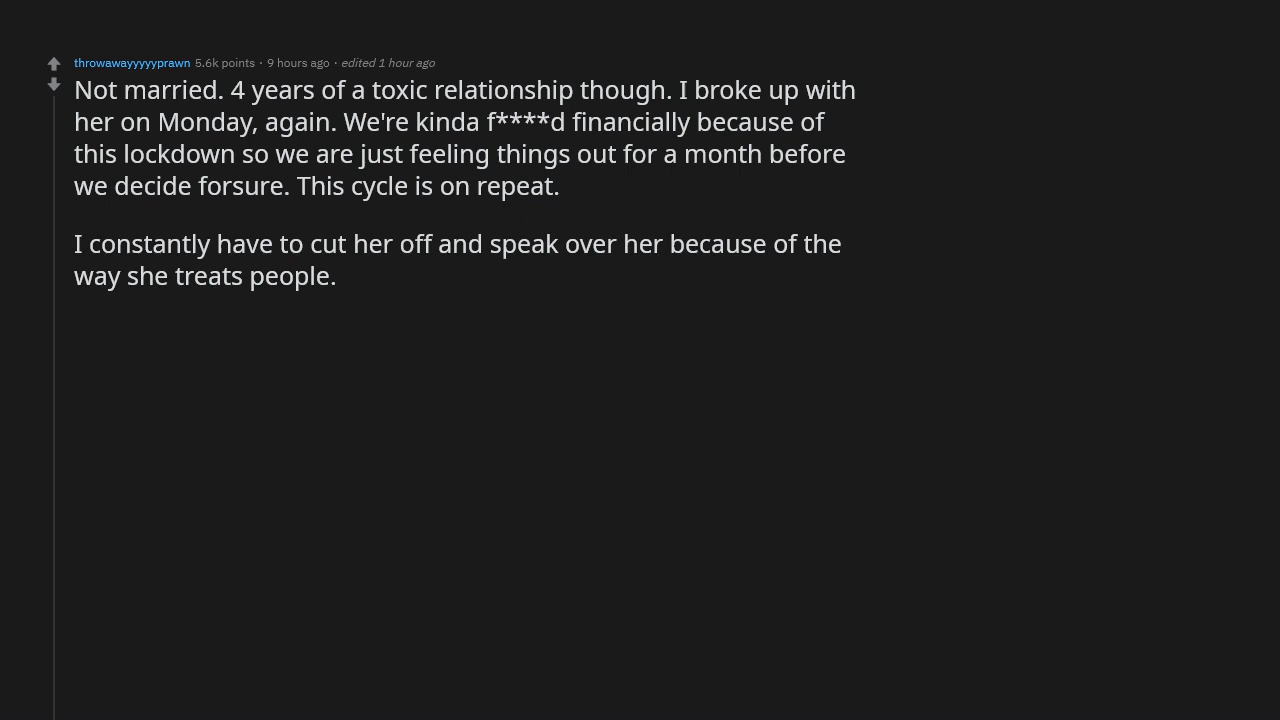 throwawayyyyyprawn 5.6k points · 9 hours ago · edited 1 hour ago
Not married. 4 years of a toxic relationship though. I broke up with
her on Monday, again. We're kinda f****d financially because of
this lockdown so we are just feeling things out for a month before
we decide forsure. This cycle is on repeat.
I constantly have to cut her off and speak over her because of the
way she treats people.